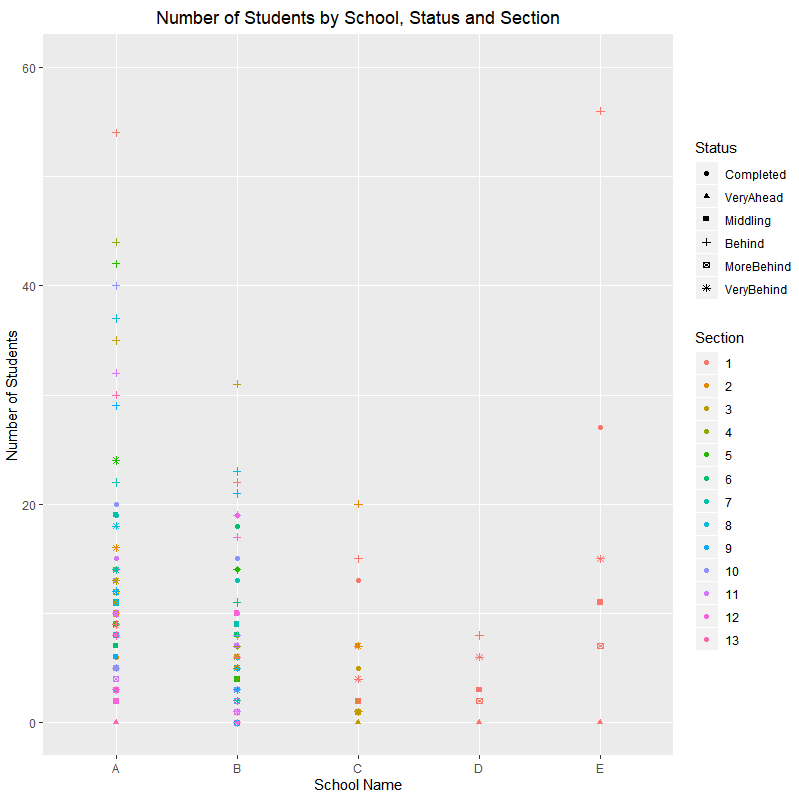 Number of Students by School, Status and Section
Number of Students
60
40
20
0
A B C D E
School Name
Status
Completed
VeryAhead
Middling
Behind
MoreBehind
VeryBehind
Section
1
2
3
4
5
6
7
8
9
10
11
12
13